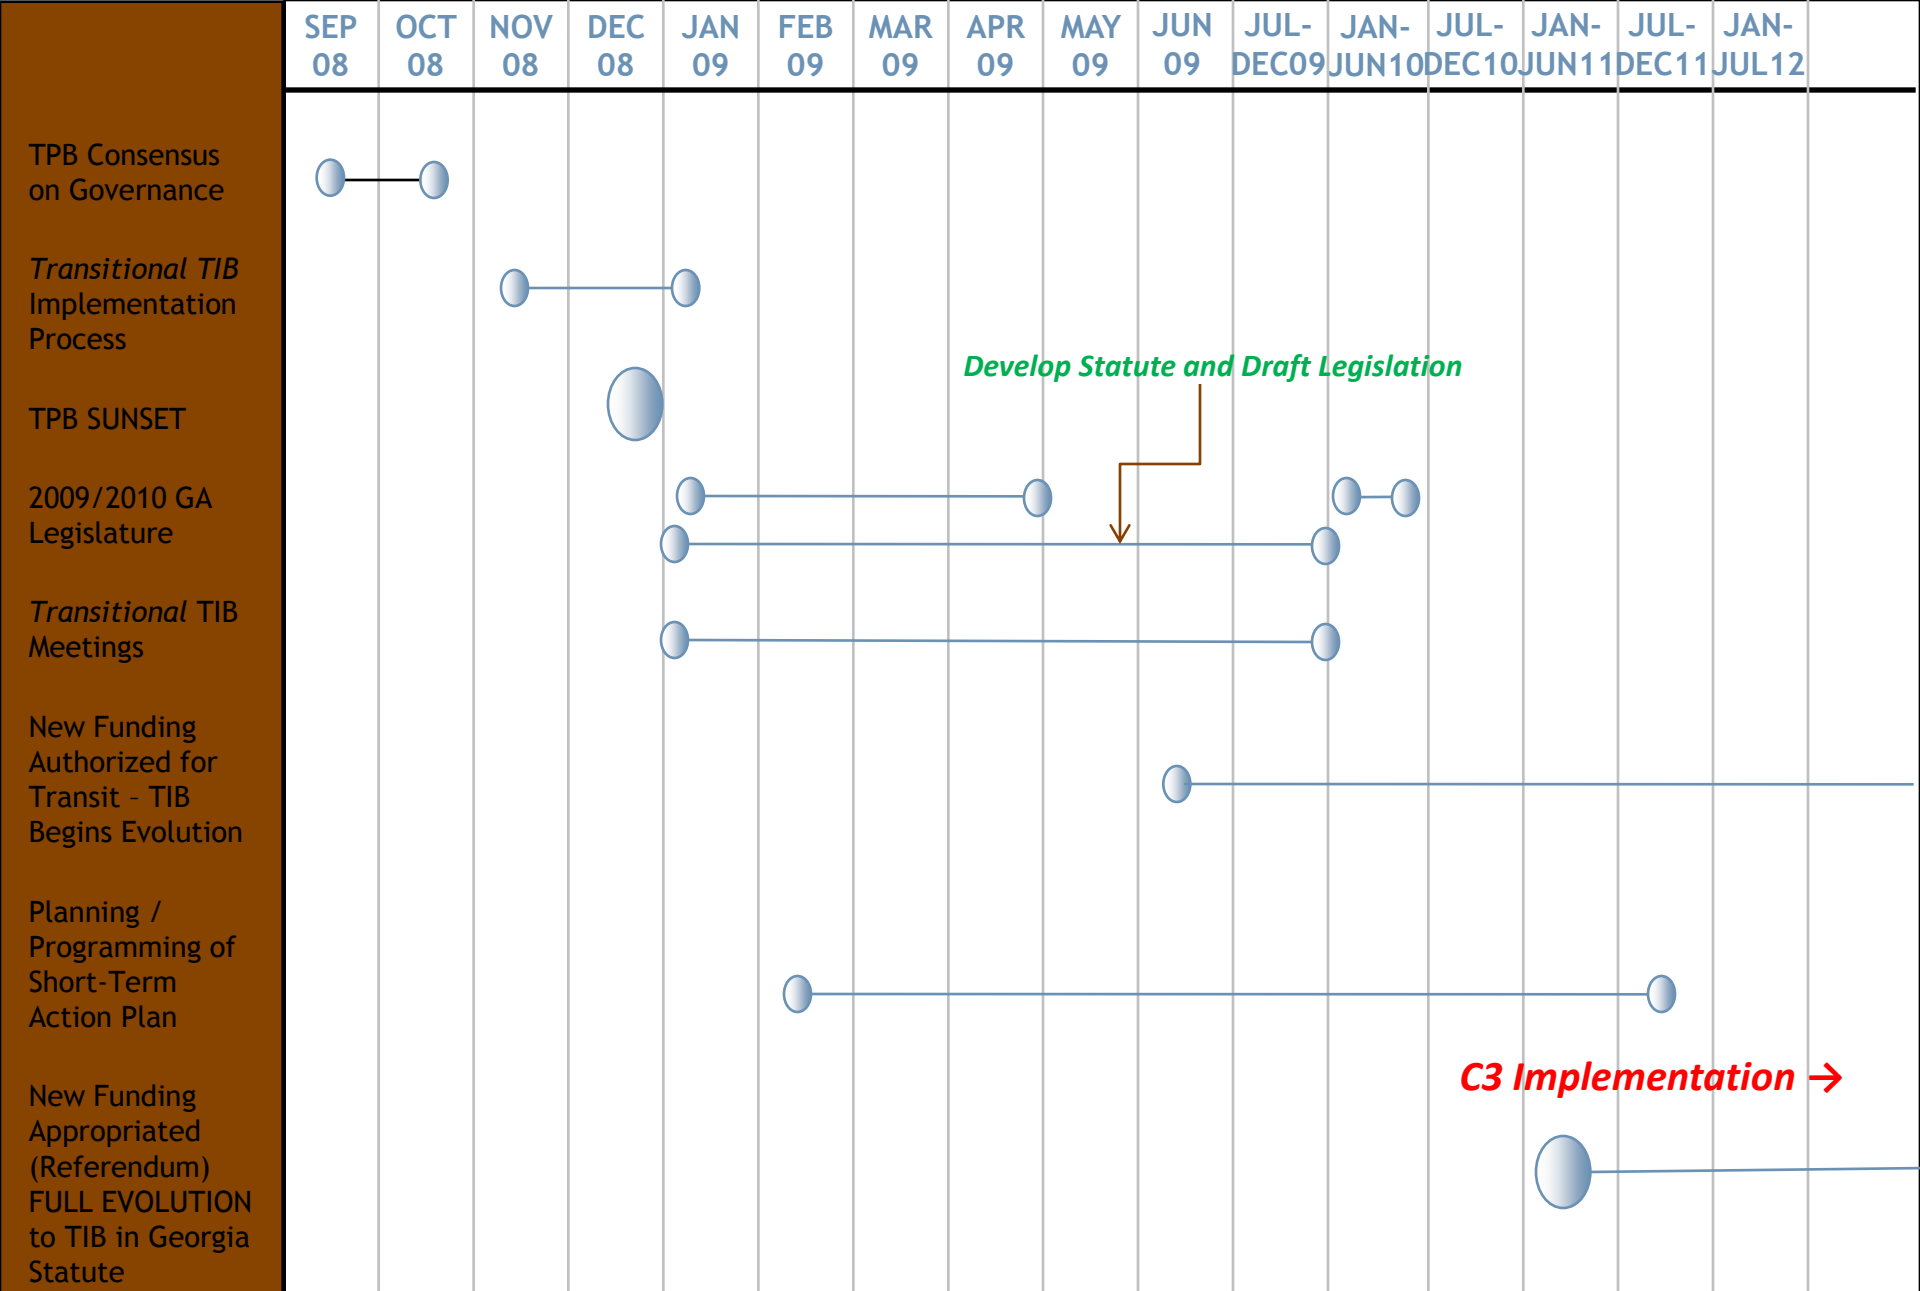 SEP OCT NOV DEC JAN FEB MAR APR MAY JUN JUL- JAN- JUL- JAN- JUL- JAN-
08 08 08 08 09 09 09 09 09 09 DEC09 JUN10 DEC10 JUN11 DEC11 JUL12
TPB Consensus
on Governance
Transitional TIB
Implementation
Process
Develop Statute and Draft Legislation
TPB SUNSET
2009/2010 GA
Legislature
Transitional TIB
Meetings
New Funding
Authorized for
Transit – TIB
Begins Evolution
Planning /
Programming of
Short-Term
Action Plan
C3 Implementation →
New Funding
Appropriated
(Referendum)
FULL EVOLUTION
to TIB in Georgia
Statute